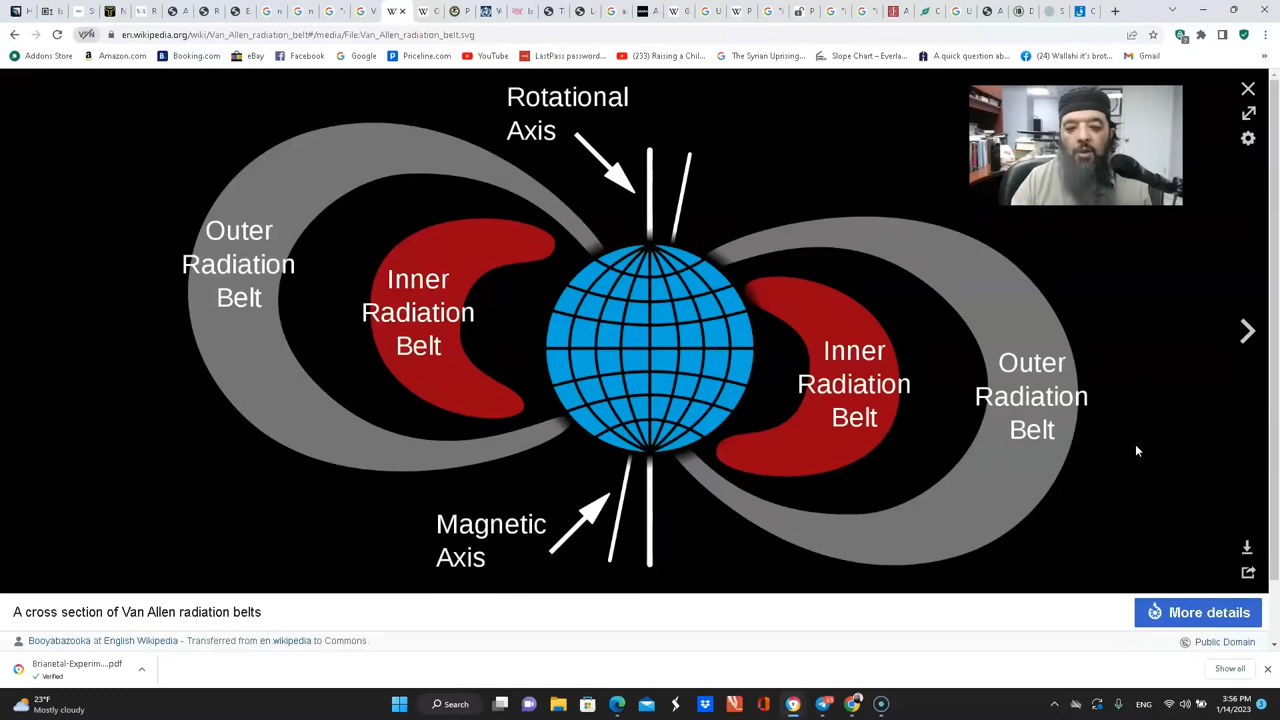 en.wikipedia.org/wiki/Van_Allen_radiation_belt#/media/File:Van_Allen_radiation_belt.svg
Addons Store
Amazon.com
Booking.com
eBay
Facebook
Google
Priceline.com
YouTube
LastPass password...
(233) Raising a Chil...
The Syrian Uprising...
Slope Chart – Everla...
A quick question ab...
(24) Wallahi it's brot...
Gmail
Rotational
Axis
Outer
Radiation
Belt
Inner
Radiation
Belt
Inner
Radiation
Belt
Outer
Radiation
Belt
Magnetic
Axis
A cross section of Van Allen radiation belts
More details
Booyabazooka at English Wikipedia - Transferred from en.wikipedia to Commons.
Public Domain
Brianetal-Experim....pdf
Verified
Show all
23°F
Mostly cloudy
Search
ENG
3:56 PM
1/14/2023